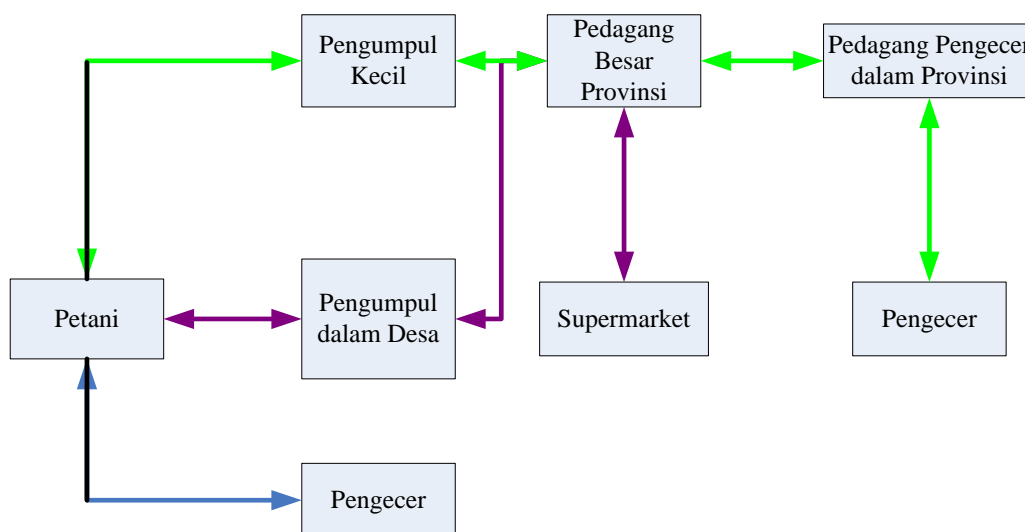 Pengumpul
Kecil
Pedagang
Besar
Provinsi
Pedagang Pengecer
dalam Provinsi
Petani
Pengumpul
dalam Desa
Supermarket
Pengecer
Pengecer